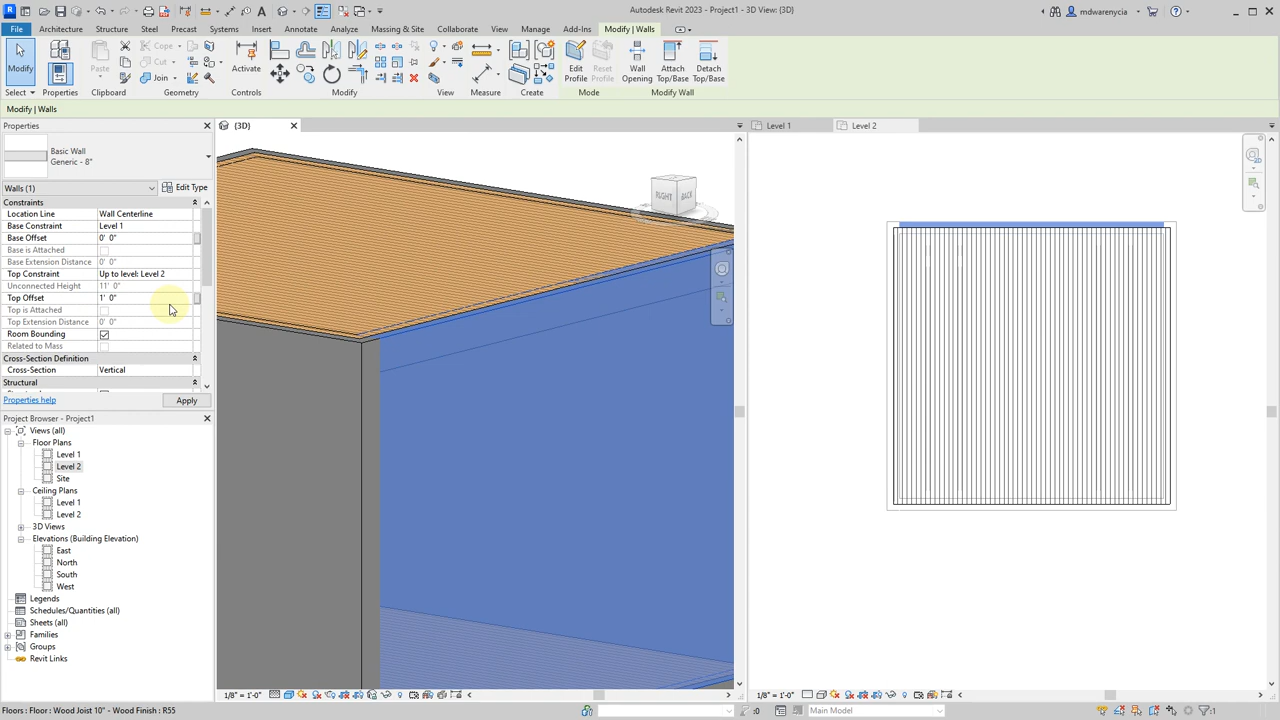 Autodesk Revit 2023 - Project1 - 3D View: {3D}
mdwarenycia
File Architecture Structure Steel Precast Systems Insert Annotate Analyze Massing & Site Collaborate View Manage Add-Ins Modify | Walls
Modify
Paste
Cope
Cut
Join
Activate
Edit Profile
Reset Profile
Wall Opening
Attach Top/Base
Detach Top/Base
Select Properties Clipboard Geometry Controls Modify View Measure Create Mode Modify Wall
Modify | Walls
Properties
{3D}
Level 1
Level 2
Basic Wall
Generic - 8"
Walls (1)
Edit Type
Constraints
Location Line Wall Centerline
Base Constraint Level 1
Base Offset 0' 0"
Base is Attached
Base Extension Distance 0' 0"
Top Constraint Up to level: Level 2
Unconnected Height 11' 0"
Top Offset 1' 0"
Top is Attached
Top Extension Distance 0' 0"
Room Bounding
Related to Mass
Cross-Section Definition
Cross-Section Vertical
Structural
Properties help
Apply
RIGHT BACK
Project Browser - Project1
Views (all)
Floor Plans
Level 1
Level 2
Site
Ceiling Plans
Level 1
Level 2
3D Views
Elevations (Building Elevation)
East
North
South
West
Legends
Schedules/Quantities (all)
Sheets (all)
Families
Groups
Revit Links
1/8" = 1'-0"
1/8" = 1'-0"
Floors : Floor : Wood Joist 10" - Wood Finish : R55
:0
Main Model
:1